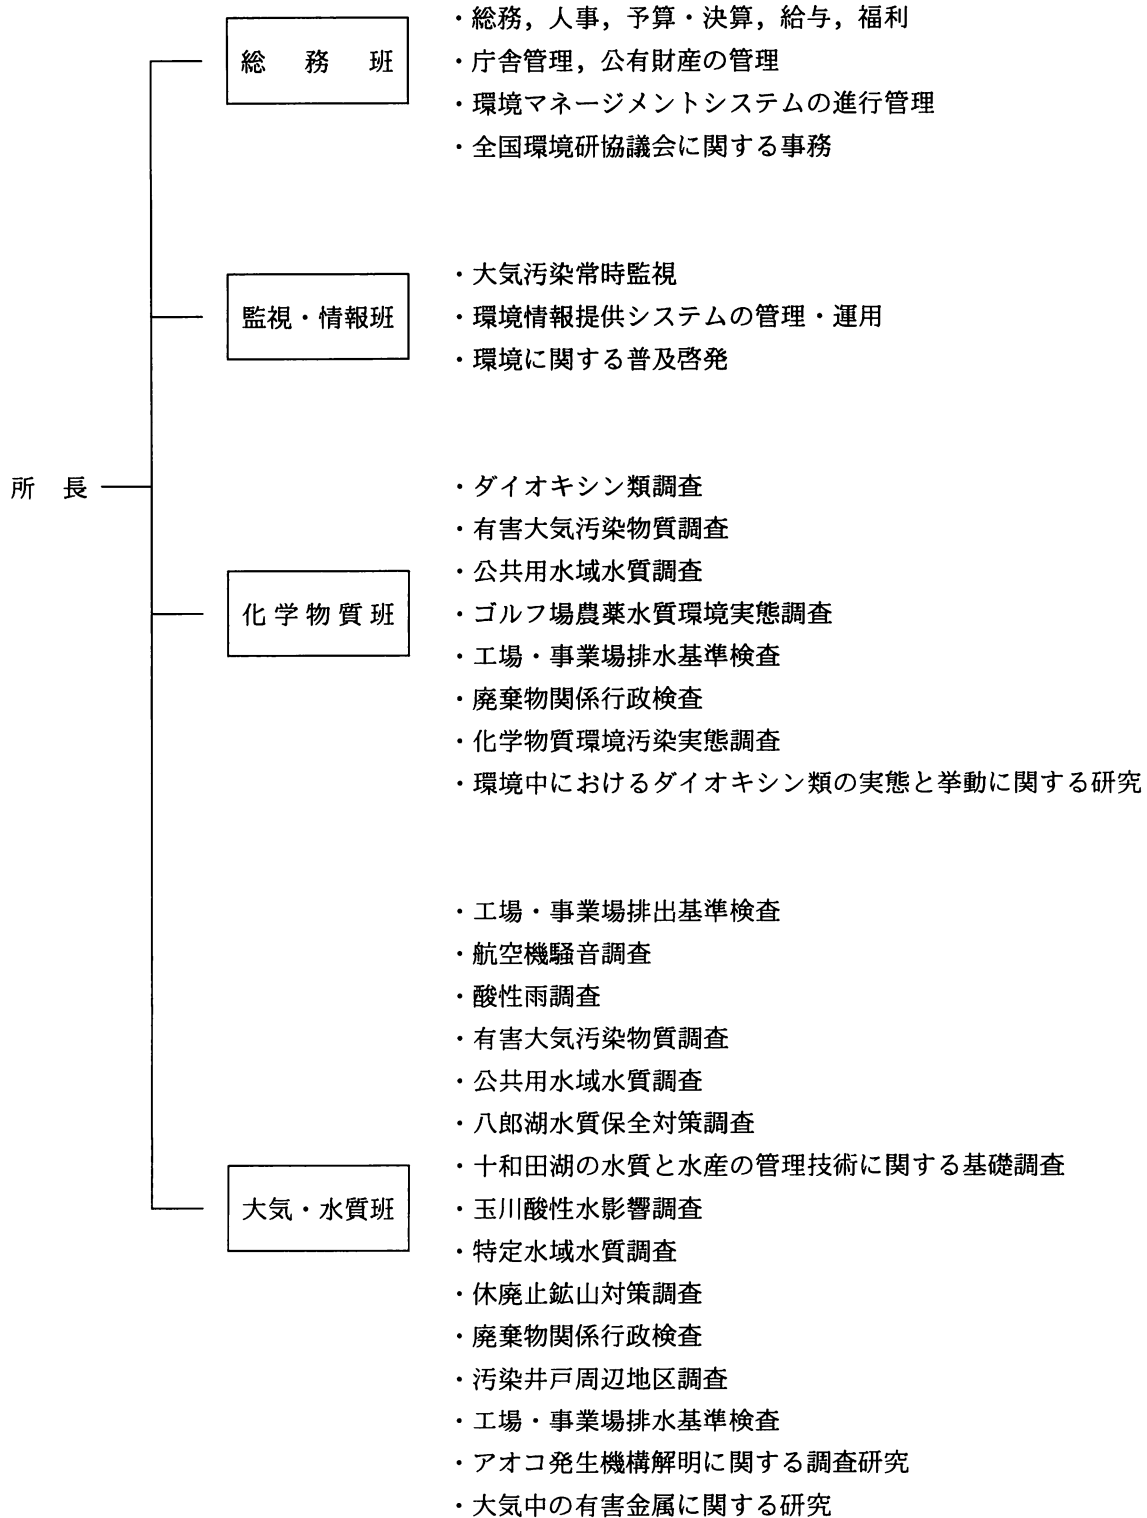 所 長
総 務 班
・総務，人事，予算・決算，給与，福利
・庁舎管理，公有財産の管理
・環境マネージメントシステムの進行管理
・全国環境研協議会に関する事務
監視・情報班
・大気汚染常時監視
・環境情報提供システムの管理・運用
・環境に関する普及啓発
化学物質班
・ダイオキシン類調査
・有害大気汚染物質調査
・公共用水域水質調査
・ゴルフ場農薬水質環境実態調査
・工場・事業場排水基準検査
・廃棄物関係行政検査
・化学物質環境汚染実態調査
・環境中におけるダイオキシン類の実態と挙動に関する研究
大気・水質班
・工場・事業場排出基準検査
・航空機騒音調査
・酸性雨調査
・有害大気汚染物質調査
・公共用水域水質調査
・八郎湖水質保全対策調査
・十和田湖の水質と水産の管理技術に関する基礎調査
・玉川酸性水影響調査
・特定水域水質調査
・休廃止鉱山対策調査
・廃棄物関係行政検査
・汚染井戸周辺地区調査
・工場・事業場排水基準検査
・アオコ発生機構解明に関する調査研究
・大気中の有害金属に関する研究